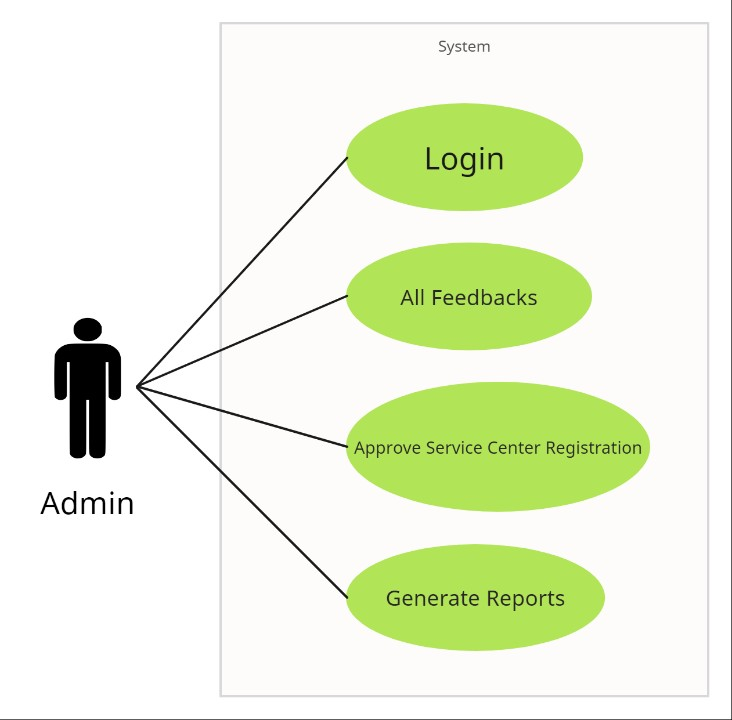 System
Login
All Feedbacks
Approve Service Center Registration
Generate Reports
Admin